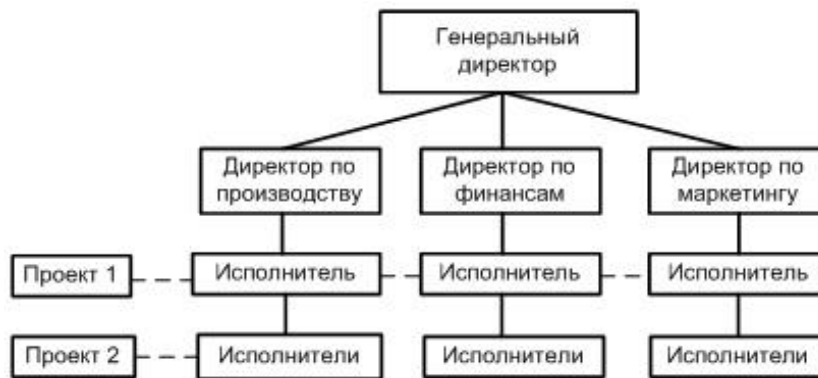 Генеральный
директор
Директор по
производству
Директор по
финансам
Директор по
маркетингу
Проект 1
Исполнитель
Исполнитель
Исполнитель
Проект 2
Исполнители
Исполнители
Исполнители